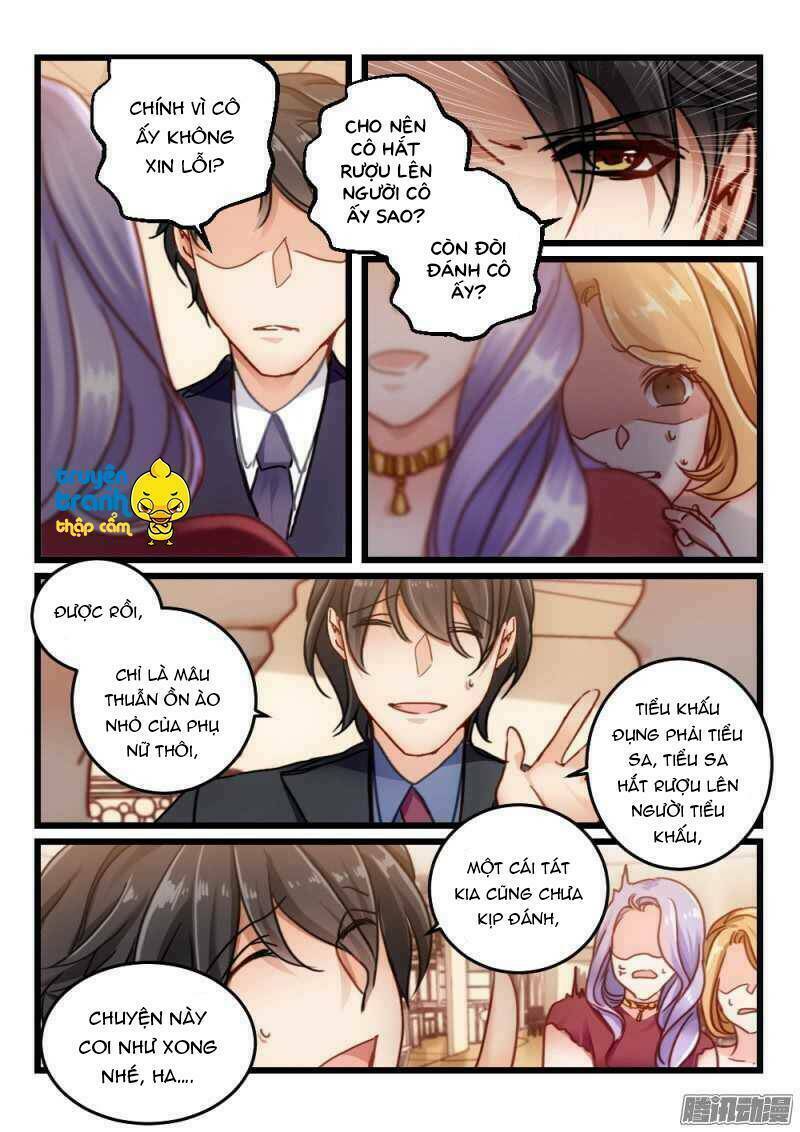 CHÍNH VÌ CÔ
ẤY KHÔNG
XIN LỖI?
CHO NÊN
CÔ HẮT
RƯỢU LÊN
NGƯỜI CÔ
ẤY SAO?
CÒN ĐÒI
ĐÁNH CÔ
ẤY?
truyện
tranh
thập cẩm
ĐƯỢC RỒI,
CHỈ LÀ MÂU
THUẪN ỒN ÀO
NHỎ CỦA PHỤ
NỮ THÔI,
TIỂU KHẤU
ĐỤNG PHẢI TIỂU
SA, TIỂU SA
HẮT RƯỢU LÊN
NGƯỜI TIỂU
KHẤU,
MỘT CÁI TÁT
KIA CŨNG CHƯA
KỊP ĐÁNH,
CHUYỆN NÀY
COI NHƯ XONG
NHÉ, HA....
腾讯动漫